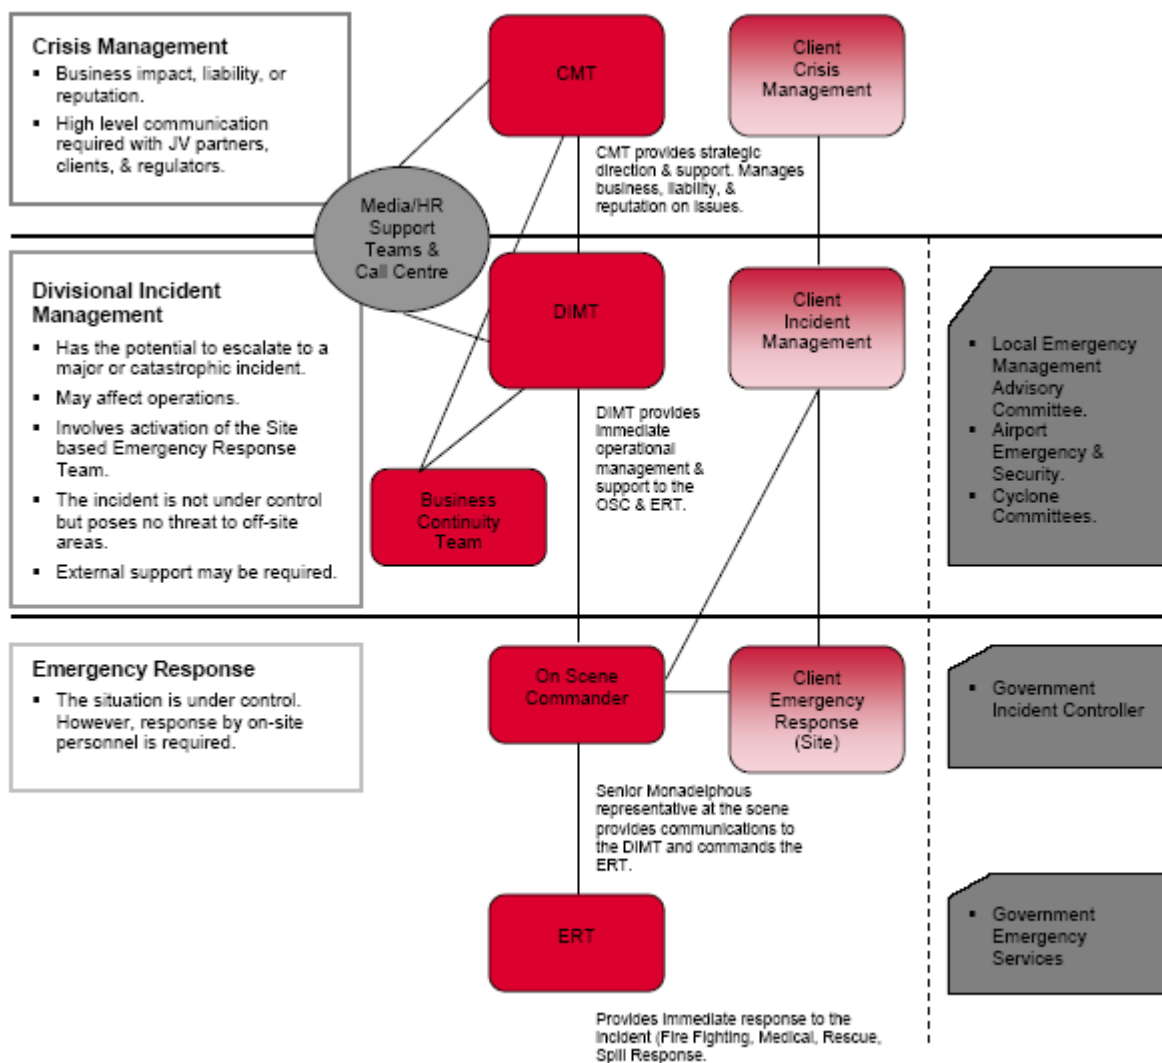 Crisis Management
▪ Business impact, liability, or
reputation.
▪ High level communication
required with JV partners,
clients, & regulators.
CMT
Client
Crisis
Management
CMT provides strategic
direction & support. Manages
business, liability, &
reputation on issues.
Media/HR
Support
Teams &
Call Centre
Divisional Incident
Management
▪ Has the potential to escalate to a
major or catastrophic incident.
▪ May affect operations.
▪ Involves activation of the Site
based Emergency Response
Team.
▪ The incident is not under control
but poses no threat to off-site
areas.
▪ External support may be required.
DIMT
Client
Incident
Management
DIMT provides
immediate
operational
management &
support to the
OSC & ERT.
Business
Continuity
Team
▪ Local Emergency
Management
Advisory
Committee.
▪ Airport
Emergency &
Security.
▪ Cyclone
Committees.
Emergency Response
▪ The situation is under control.
However, response by on-site
personnel is required.
On Scene
Commander
Client
Emergency
Response
(Site)
▪ Government
Incident Controller
Senior Monadelphous
representative at the scene
provides communications to
the DIMT and commands the
ERT.
ERT
▪ Government
Emergency
Services
Provides immediate response to the
incident (Fire Fighting, Medical, Rescue,
Spill Response.